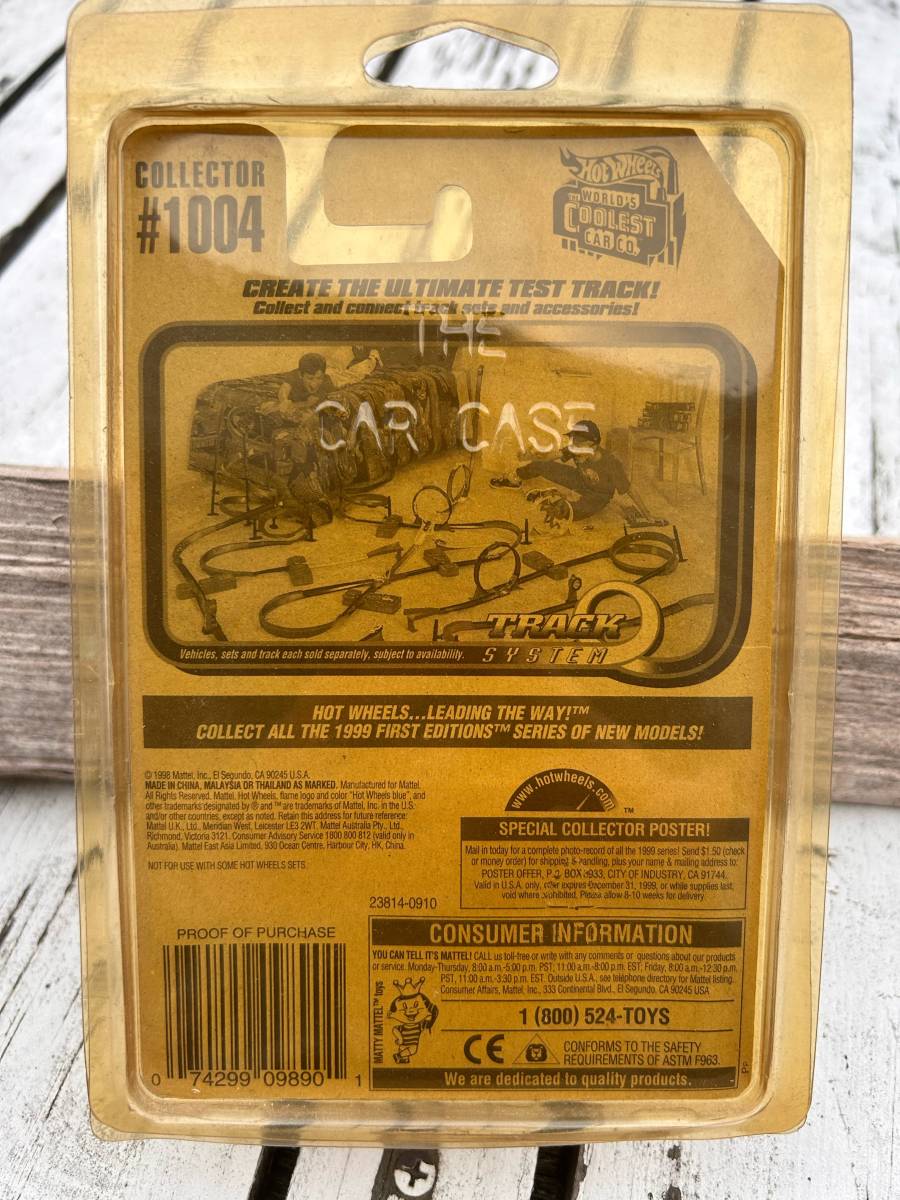 COLLECTOR
#1004
HOT WHEELS
THE WORLD'S
COOLEST
CAR CO.
CREATE THE ULTIMATE TEST TRACK!
Collect and connect track sets and accessories!
THE
CAR CASE
TRACK
SYSTEM
Vehicles, sets and track each sold separately, subject to availability.
HOT WHEELS...LEADING THE WAY!™
COLLECT ALL THE 1999 FIRST EDITIONS™ SERIES OF NEW MODELS!
© 1998 Mattel, Inc., El Segundo, CA 90245 U.S.A.
MADE IN CHINA, MALAYSIA OR THAILAND AS MARKED. Manufactured for Mattel.
All Rights Reserved. Mattel, Hot Wheels, flame logo and color "Hot Wheels blue", and
other trademarks designated by ® and ™ are trademarks of Mattel, Inc. in the U.S.
and/or other countries, except as noted. Retain this address for future reference:
Mattel U.K., Ltd., Meridian West, Leicester LE3 2WT. Mattel Australia Pty., Ltd.,
Richmond, Victoria 3121. Consumer Advisory Service 1800 800 812 (valid only in
Australia). Mattel East Asia Limited, 930 Ocean Centre, Harbour City, HK, China.
NOT FOR USE WITH SOME HOT WHEELS SETS.
www.hotwheels.com
™
SPECIAL COLLECTOR POSTER!
Mail in today for a complete photo-record of all the 1999 series! Send $1.50 (check
or money order) for shipping & handling, plus your name & mailing address to:
POSTER OFFER, P.O. BOX 2933, CITY OF INDUSTRY, CA 91744.
Valid in U.S.A. only, offer expires December 31, 1999, or while supplies last,
void where prohibited. Please allow 8-10 weeks for delivery.
23814-0910
PROOF OF PURCHASE
0 74299 09890 1
CONSUMER INFORMATION
YOU CAN TELL IT'S MATTEL! CALL us toll-free or write with any comments or questions about our products
or service. Monday-Thursday, 8:00 a.m.-5:00 p.m. PST; 11:00 a.m.-8:00 p.m. EST; Friday, 8:00 a.m.-12:30 p.m.
PST, 11:00 a.m.-3:30 p.m. EST. Outside U.S.A., see telephone directory for Mattel listing.
Consumer Affairs, Mattel, Inc., 333 Continental Blvd., El Segundo, CA 90245 USA
MATTY MATTEL™ toys
1 (800) 524-TOYS
CE
CONFORMS TO THE SAFETY
REQUIREMENTS OF ASTM F963.
We are dedicated to quality products.